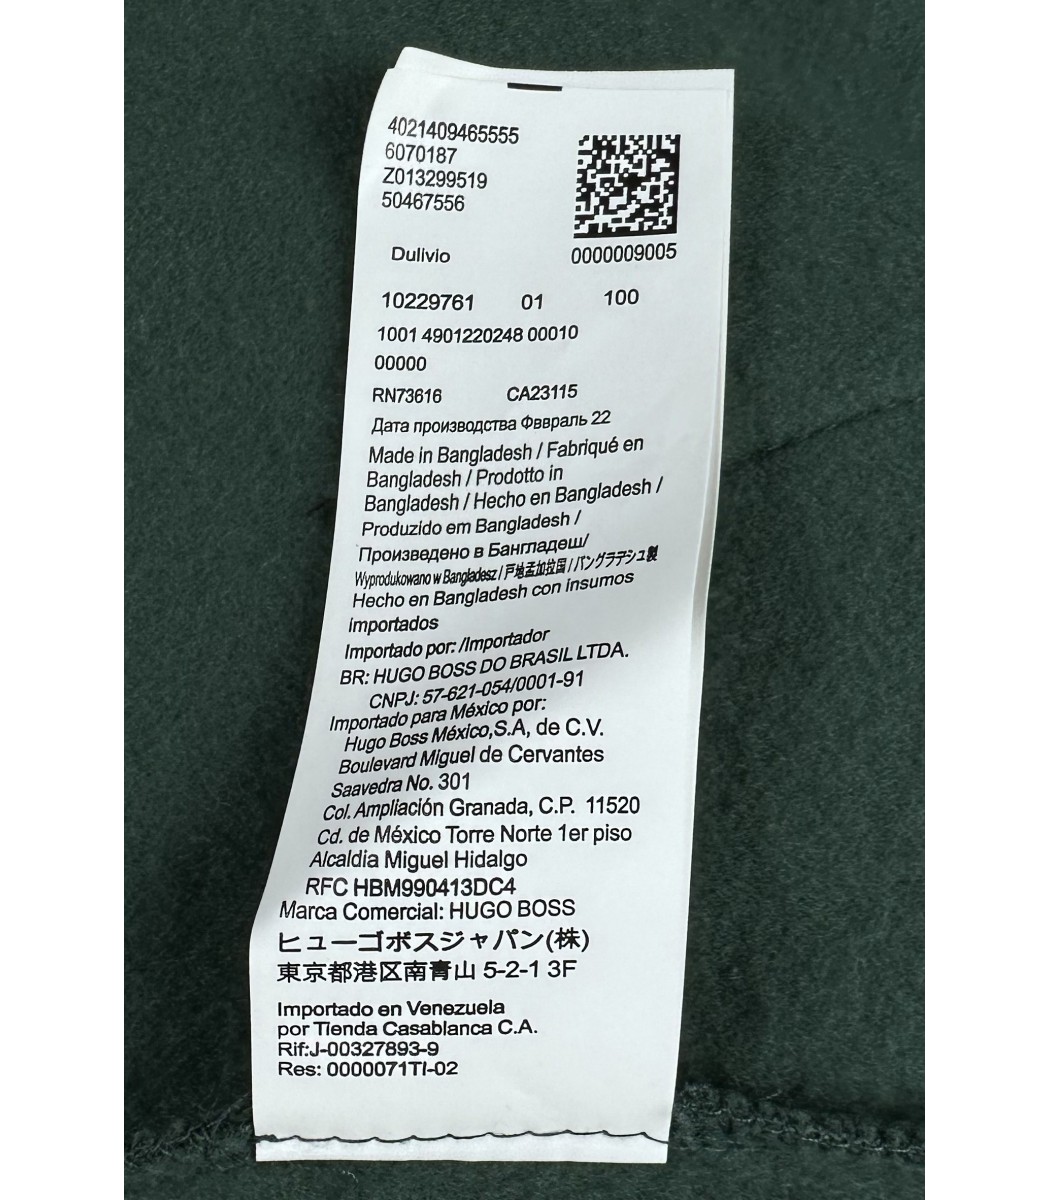 4021409465555
6070187
Z013299519
50467556
0000009005
Dulivio
10229761 01 100
1001 4901220248 00010
00000
RN73616 CA23115
Дата производства Фввраль 22
Made in Bangladesh / Fabriqué en
Bangladesh / Prodotto in
Bangladesh / Hecho en Bangladesh /
Produzido em Bangladesh /
Произведено в Бангладеш/
Wyprodukowano w Bangladesz / 戸地孟加拉国 / バングラデシュ製
Hecho en Bangladesh con insumos
importados
Importado por: /Importador
BR: HUGO BOSS DO BRASIL LTDA.
CNPJ: 57-621-054/0001-91
Importado para México por:
Hugo Boss México,S.A, de C.V.
Boulevard Miguel de Cervantes
Saavedra No. 301
Col. Ampliación Granada, C.P. 11520
Cd. de México Torre Norte 1er piso
Alcaldia Miguel Hidalgo
RFC HBM990413DC4
Marca Comercial: HUGO BOSS
ヒューゴボスジャパン(株)
東京都港区南青山 5-2-1 3F
Importado en Venezuela
por Tienda Casablanca C.A.
Rif:J-00327893-9
Res: 0000071TI-02